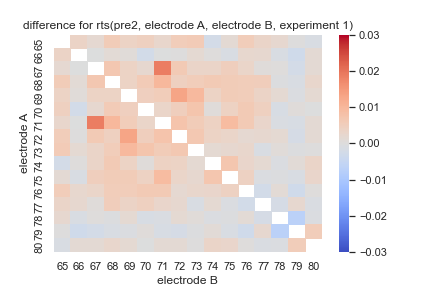 difference for rts(pre2, electrode A, electrode B, experiment 1)
electrode A
65 66 67 68 69 70 71 72 73 74 75 76 77 78 79 80
0.03
0.02
0.01
0.00
−0.01
−0.02
−0.03
65 66 67 68 69 70 71 72 73 74 75 76 77 78 79 80
electrode B